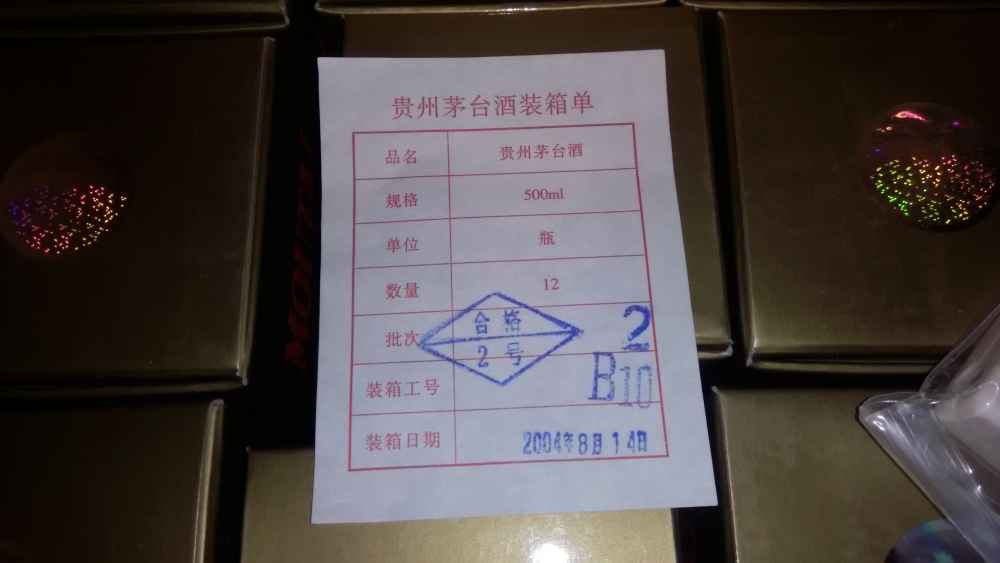 贵州茅台酒装箱单
品名 贵州茅台酒
规格 500ml
单位 瓶
数量 12
批次 2
合格
2号
装箱工号 B10
装箱日期 2004年8月14日
MOUTAI